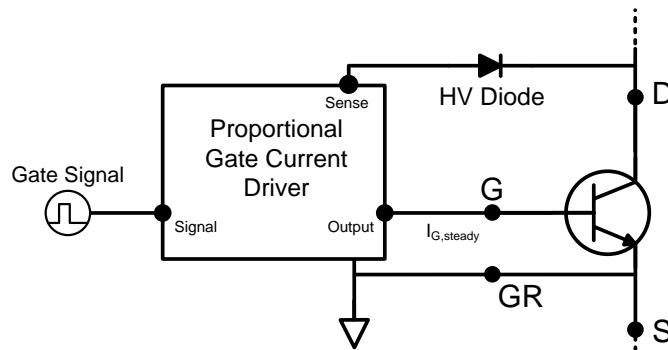 Sense
HV Diode
D
Proportional
Gate Current
Driver
Gate Signal
G
Signal
Output
I_G,steady
GR
S